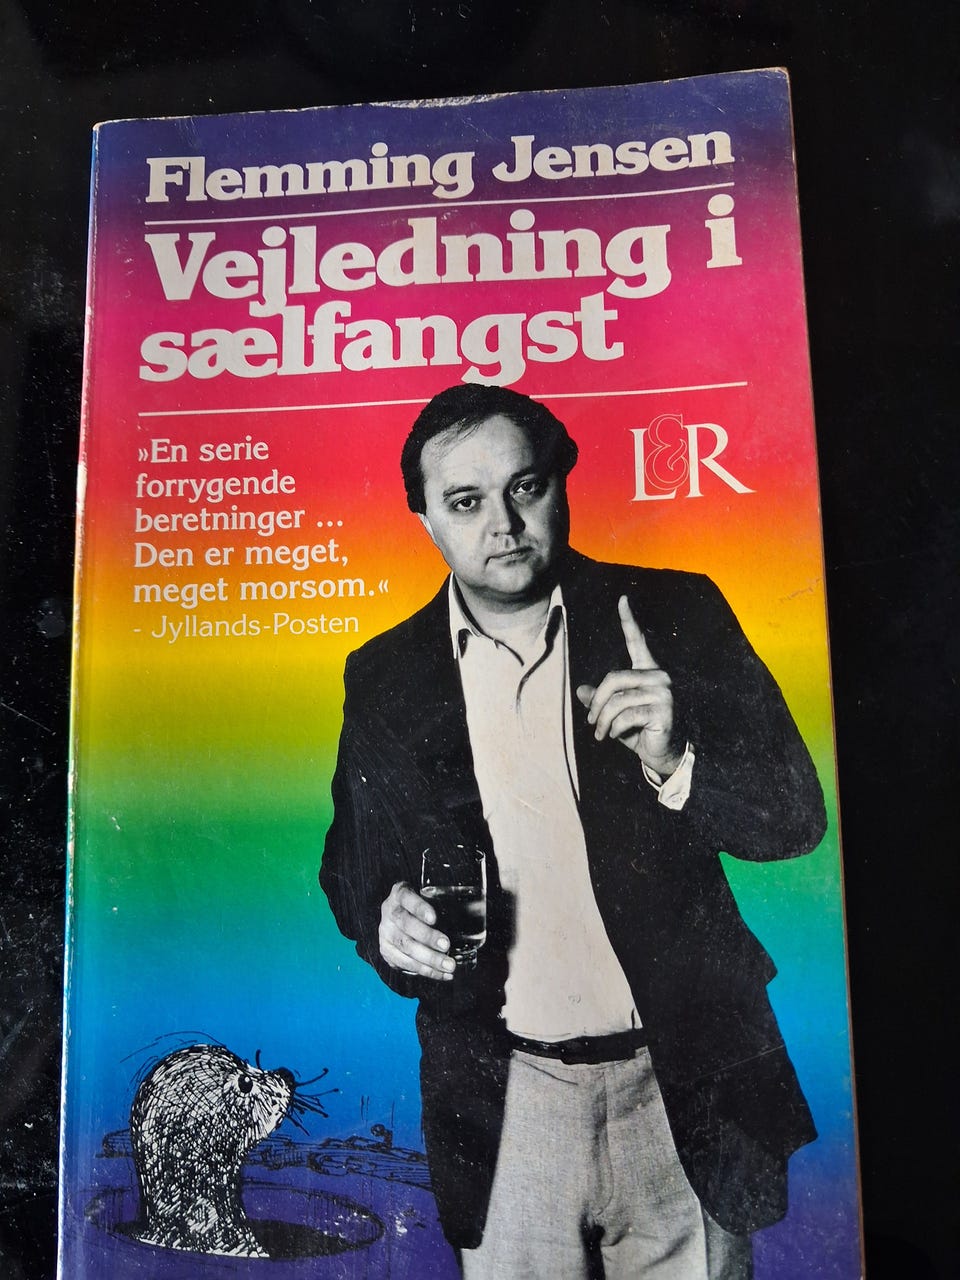 Flemming Jensen
Vejledning i
sælfangst
L&R
»En serie
forrygende
beretninger ...
Den er meget,
meget morsom.«
- Jyllands-Posten